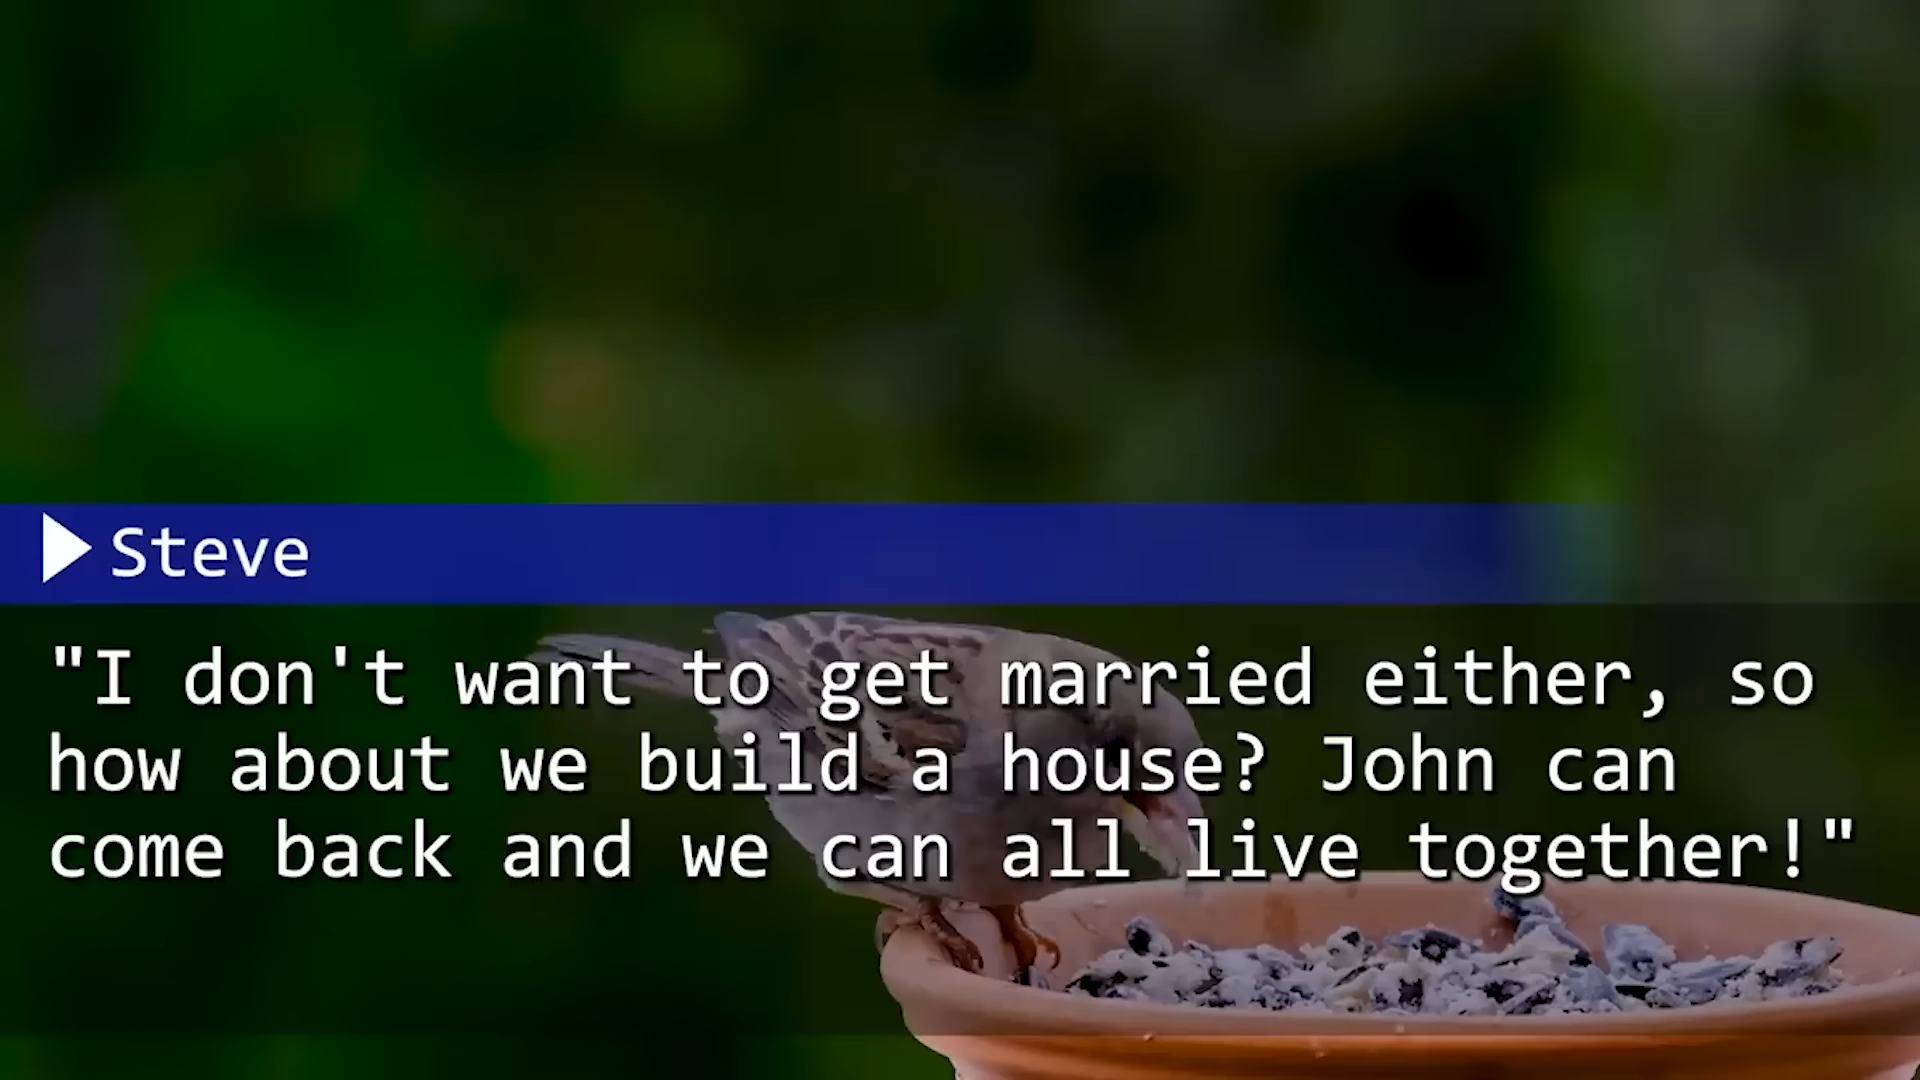 Steve
"I don't want to get married either, so
how about we build a house? John can
come back and we can all live together!"